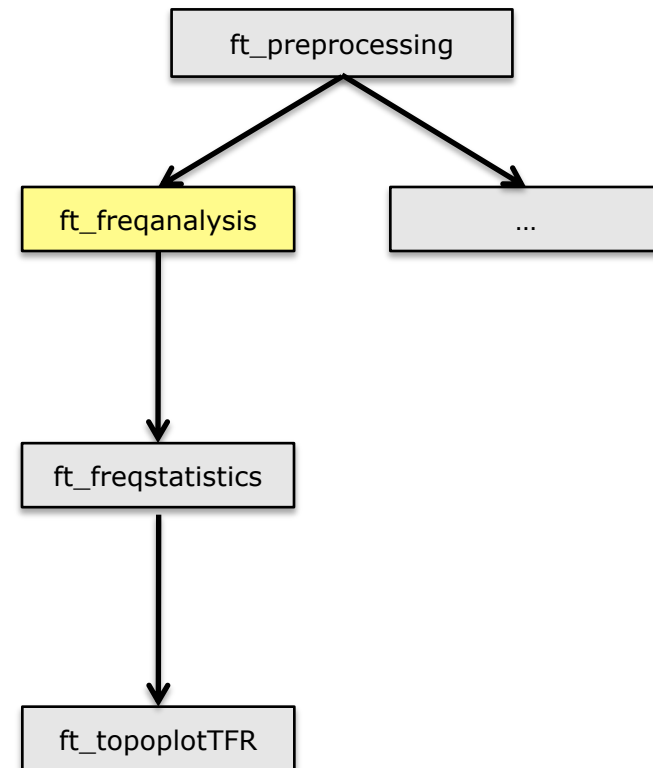 ft_preprocessing
ft_freqanalysis
...
ft_freqstatistics
ft_topoplotTFR